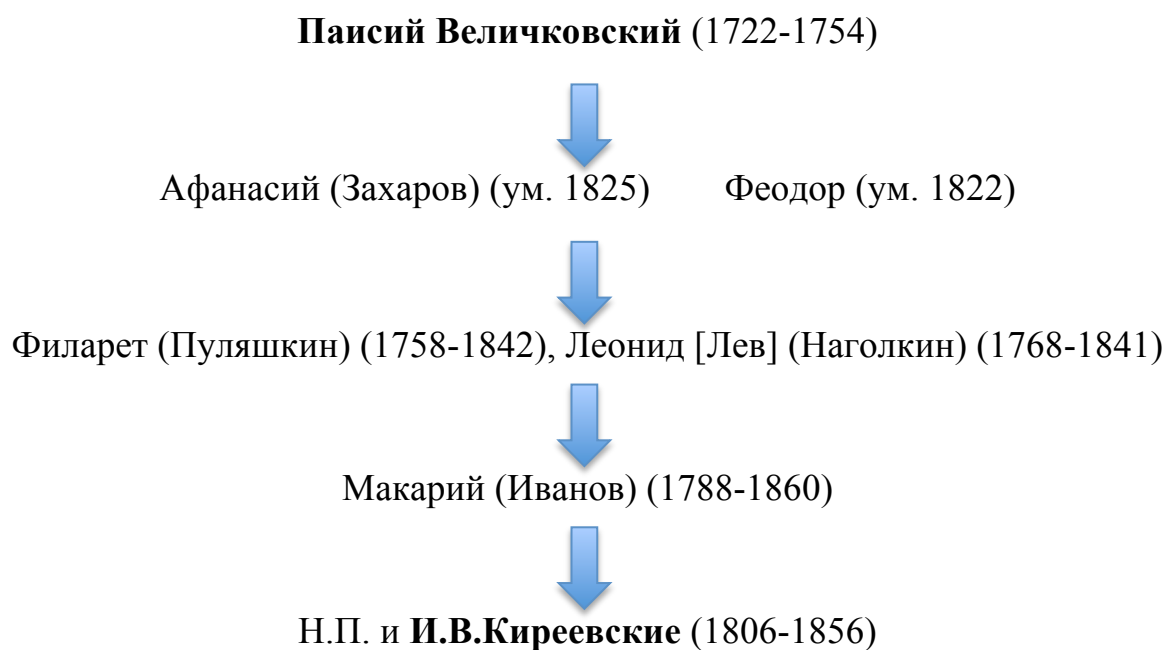 Паисий Величковский (1722-1754)
Афанасий (Захаров) (ум. 1825) Феодор (ум. 1822)
Филарет (Пуляшкин) (1758-1842), Леонид [Лев] (Наголкин) (1768-1841)
Макарий (Иванов) (1788-1860)
Н.П. и И.В.Киреевские (1806-1856)